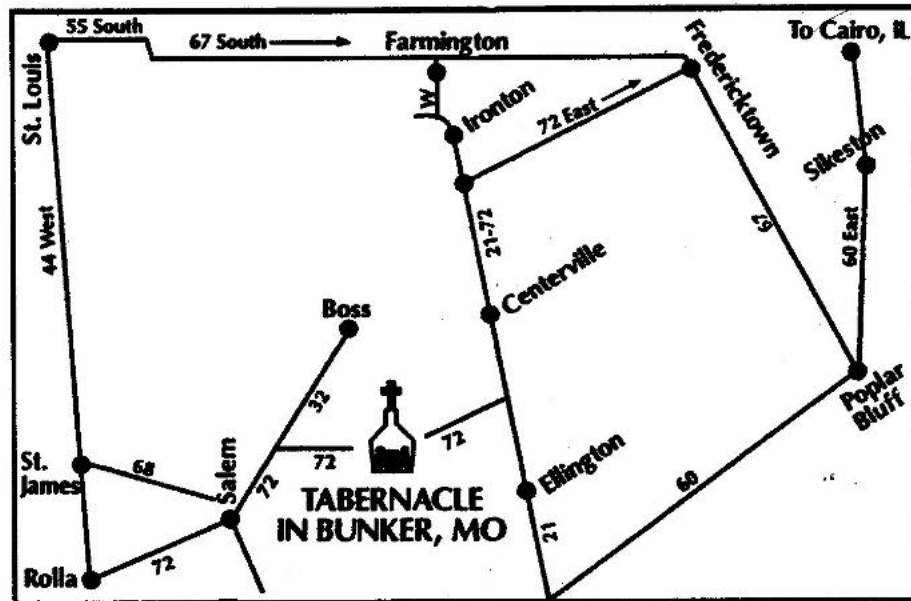 55 South
67 South
Farmington
To Cairo, IL
St. Louis
W
Ironton
72 East
Fredericktown
Sikeston
44 West
21-72
67
60 East
Boss
Centerville
32
72
72
Poplar
Bluff
St.
James
68
Salem
72
Ellington
60
TABERNACLE
IN BUNKER, MO
21
Rolla
72